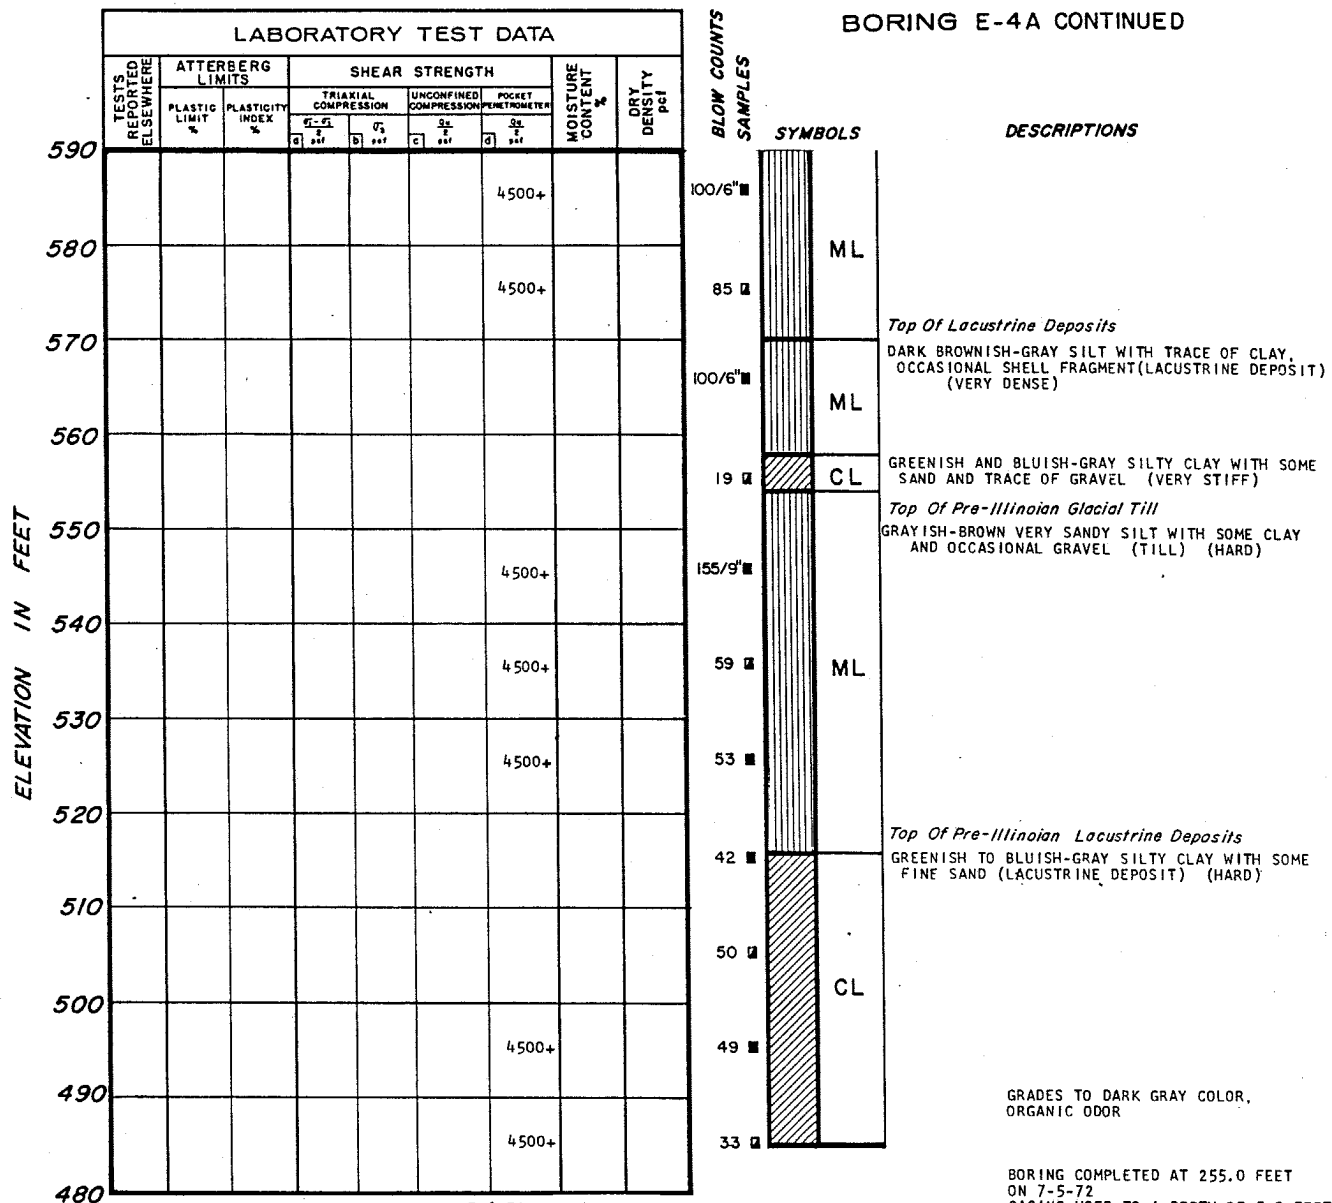 BORING E-4A CONTINUED
LABORATORY TEST DATA
TESTS REPORTED ELSEWHERE
ATTERBERG LIMITS
PLASTIC LIMIT %
PLASTICITY INDEX %
SHEAR STRENGTH
TRIAXIAL COMPRESSION
UNCONFINED COMPRESSION
POCKET PENETROMETER
a psf
b psf
c psf
d psf
MOISTURE CONTENT %
DRY DENSITY pcf
BLOW COUNTS
SAMPLES
SYMBOLS
DESCRIPTIONS
ELEVATION IN FEET
590
4500+
100/6"
580
ML
4500+
85
Top Of Lacustrine Deposits
570
DARK BROWNISH-GRAY SILT WITH TRACE OF CLAY,
OCCASIONAL SHELL FRAGMENT(LACUSTRINE DEPOSIT)
(VERY DENSE)
100/6"
ML
560
GREENISH AND BLUISH-GRAY SILTY CLAY WITH SOME
SAND AND TRACE OF GRAVEL (VERY STIFF)
19
CL
Top Of Pre-Illinoian Glacial Till
550
GRAYISH-BROWN VERY SANDY SILT WITH SOME CLAY
AND OCCASIONAL GRAVEL (TILL) (HARD)
4500+
155/9"
540
4500+
59
ML
530
4500+
53
520
Top Of Pre-Illinoian Lacustrine Deposits
42
GREENISH TO BLUISH-GRAY SILTY CLAY WITH SOME
FINE SAND (LACUSTRINE DEPOSIT) (HARD)
510
50
CL
500
4500+
49
490
GRADES TO DARK GRAY COLOR,
ORGANIC ODOR
4500+
33
480
BORING COMPLETED AT 255.0 FEET
ON 7-5-72